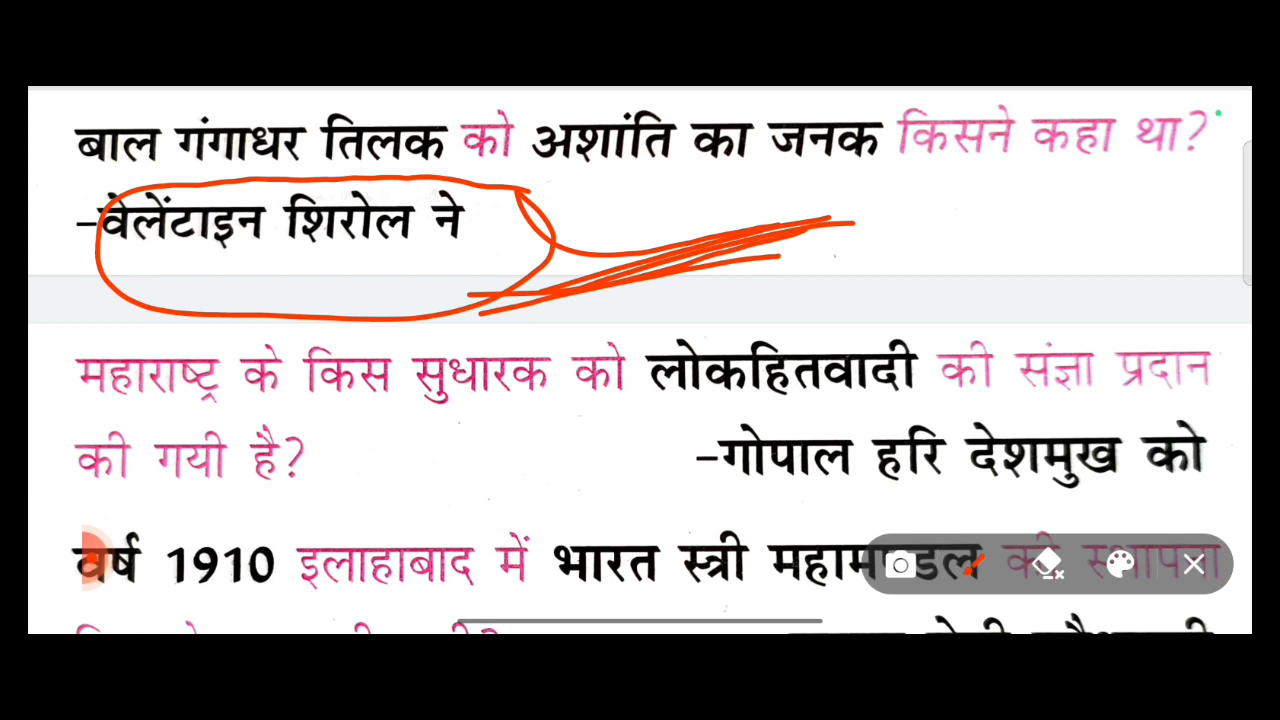 बाल गंगाधर तिलक को अशांति का जनक किसने कहा था?
-वेलेंटाइन शिरोल ने
महाराष्ट्र के किस सुधारक को लोकहितवादी की संज्ञा प्रदान
की गयी है? -गोपाल हरि देशमुख को
वर्ष 1910 इलाहाबाद में भारत स्त्री महामण्डल की स्थापना